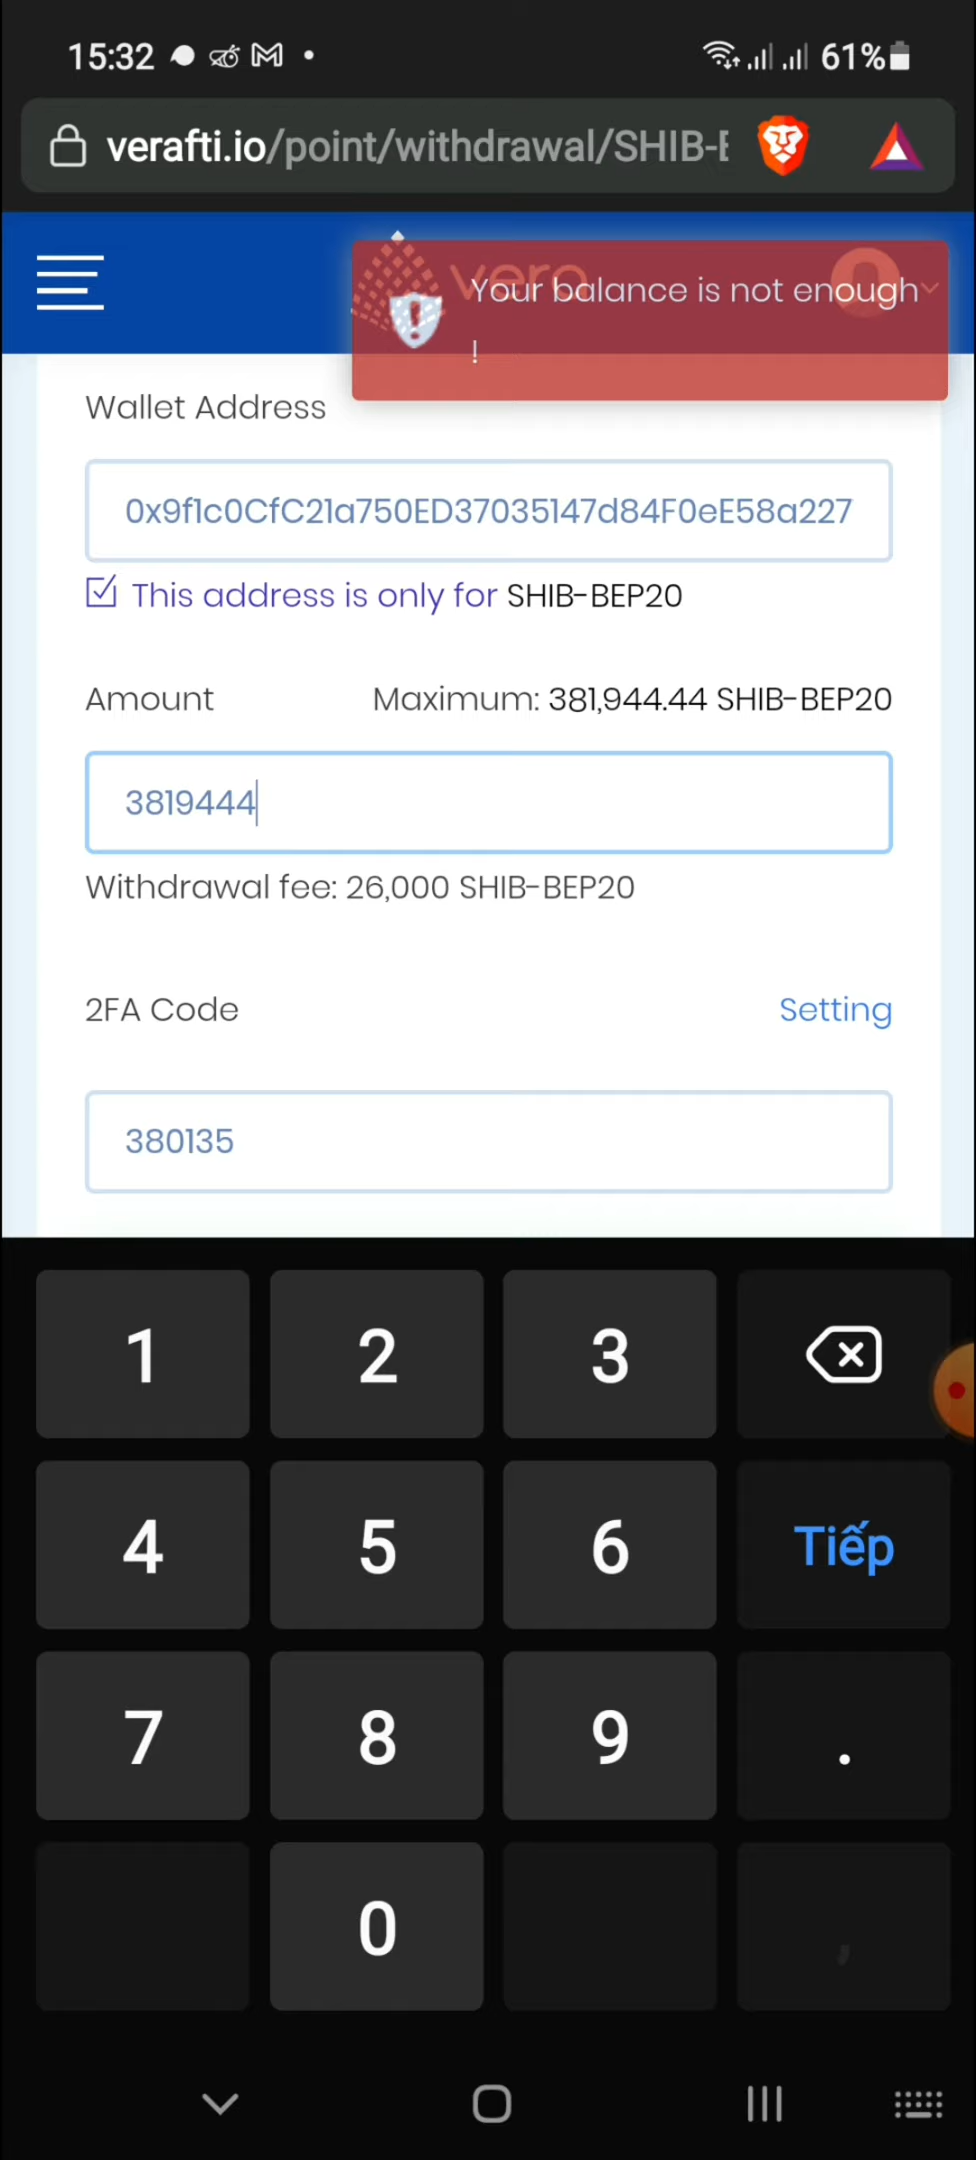 15:32 61%
verafti.io/point/withdrawal/SHIB-E
vero
Your balance is not enough
!
Wallet Address
0x9f1c0CfC21a750ED37035147d84F0eE58a227
This address is only for SHIB-BEP20
Amount Maximum: 381,944.44 SHIB-BEP20
3819444
Withdrawal fee: 26,000 SHIB-BEP20
2FA Code Setting
380135
1 2 3
4 5 6 Tiếp
7 8 9 .
0 ,